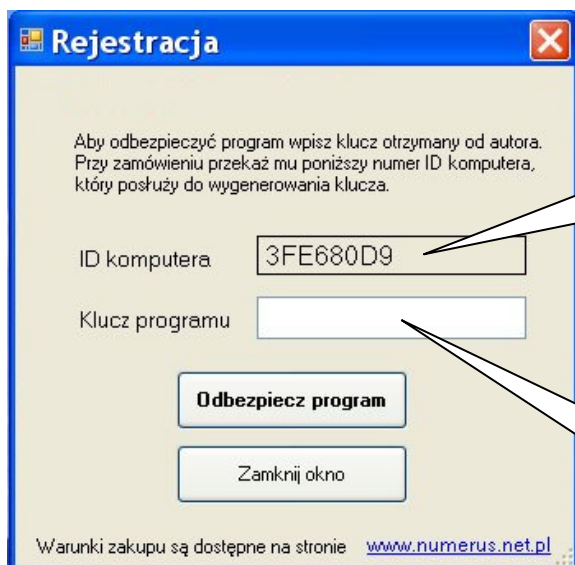 Rejestracja
Aby odbezpieczyć program wpisz klucz otrzymany od autora.
Przy zamówieniu przekaż mu poniższy numer ID komputera,
który posłuży do wygenerowania klucza.
ID komputera 3FE680D9
Klucz programu
Odbezpiecz program
Zamknij okno
Warunki zakupu są dostępne na stronie www.numerus.net.pl